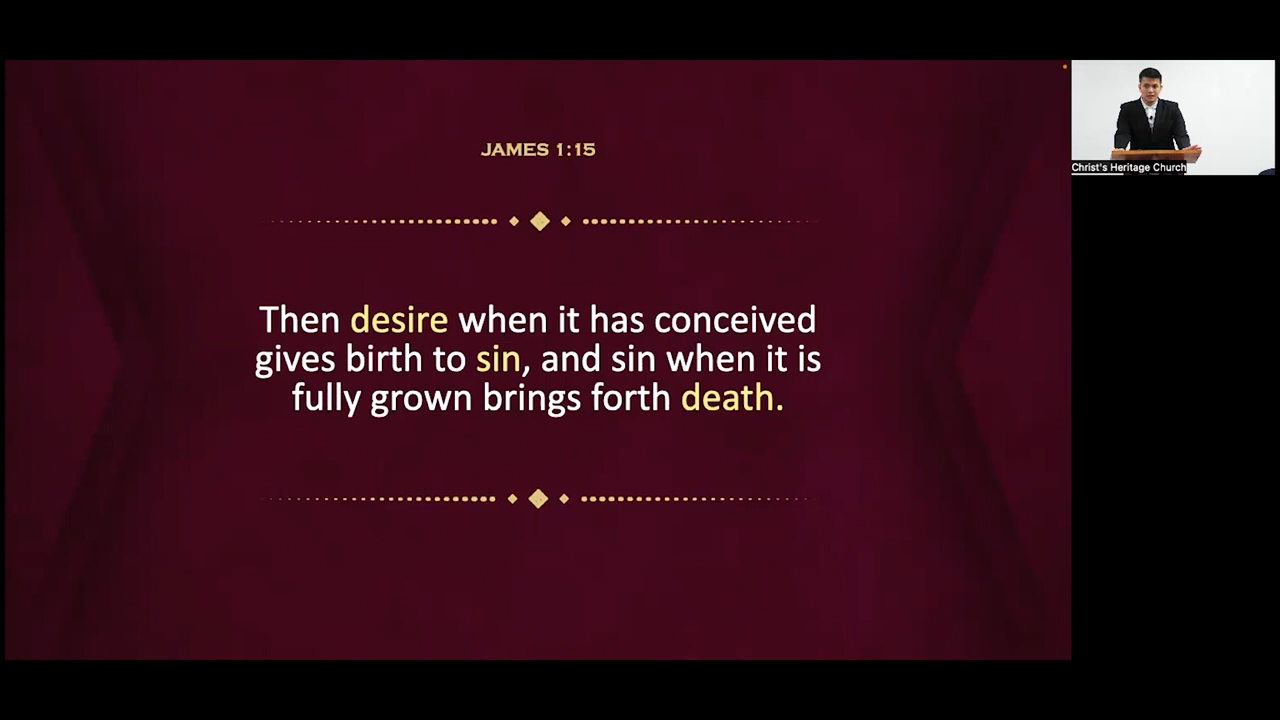 JAMES 1:15
Then desire when it has conceived
gives birth to sin, and sin when it is
fully grown brings forth death.
Christ's Heritage Church